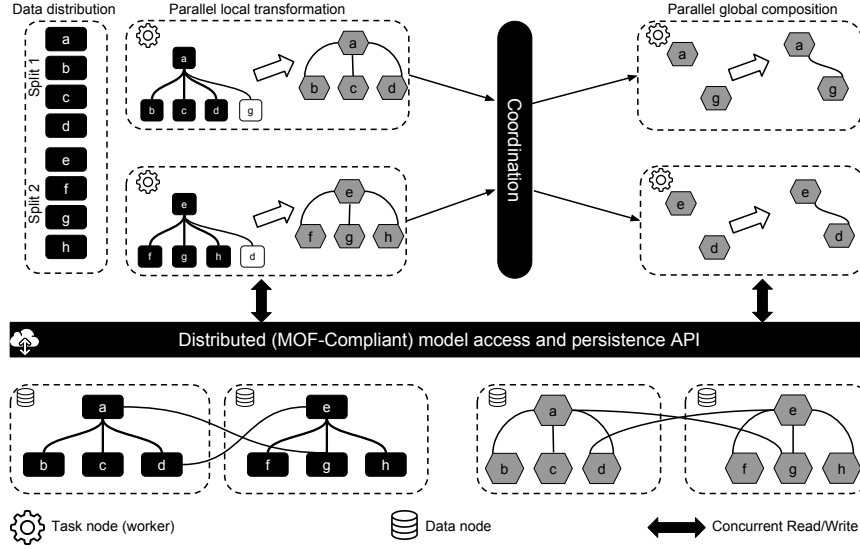 Data distribution
Parallel local transformation
Parallel global composition
Split 1
a
b
c
d
Split 2
e
f
g
h
a
b
c
d
g
a
b
c
d
e
f
g
h
d
e
f
g
h
Coordination
a
g
a
g
e
d
e
d
Distributed (MOF-Compliant) model access and persistence API
a
b
c
d
e
f
g
h
a
b
c
d
e
f
g
h
Task node (worker)
Data node
Concurrent Read/Write